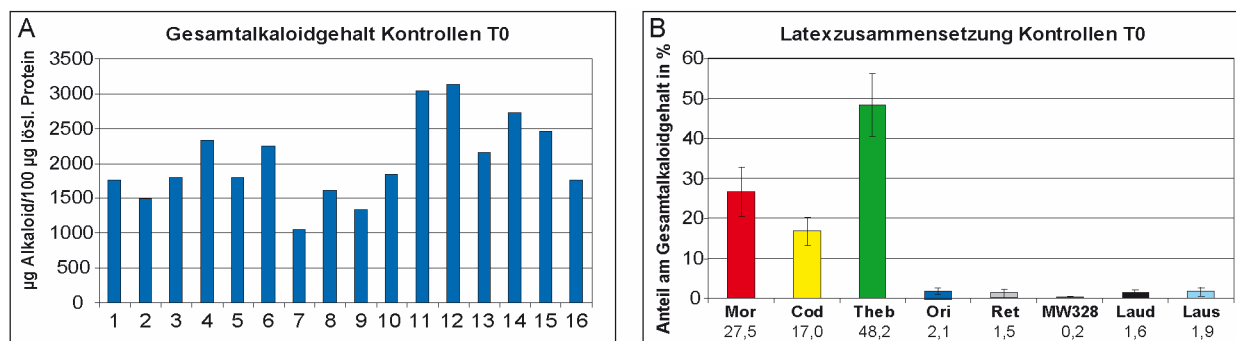 A
Gesamtalkaloidgehalt Kontrollen T0
µg Alkaloid/100 µg lösl. Protein
3500
3000
2500
2000
1500
1000
500
0
1 2 3 4 5 6 7 8 9 10 11 12 13 14 15 16
B
Latexzusammensetzung Kontrollen T0
Anteil am Gesamtalkaloidgehalt in %
60
50
40
30
20
10
0
Mor Cod Theb Ori Ret MW328 Laud Laus
27,5 17,0 48,2 2,1 1,5 0,2 1,6 1,9